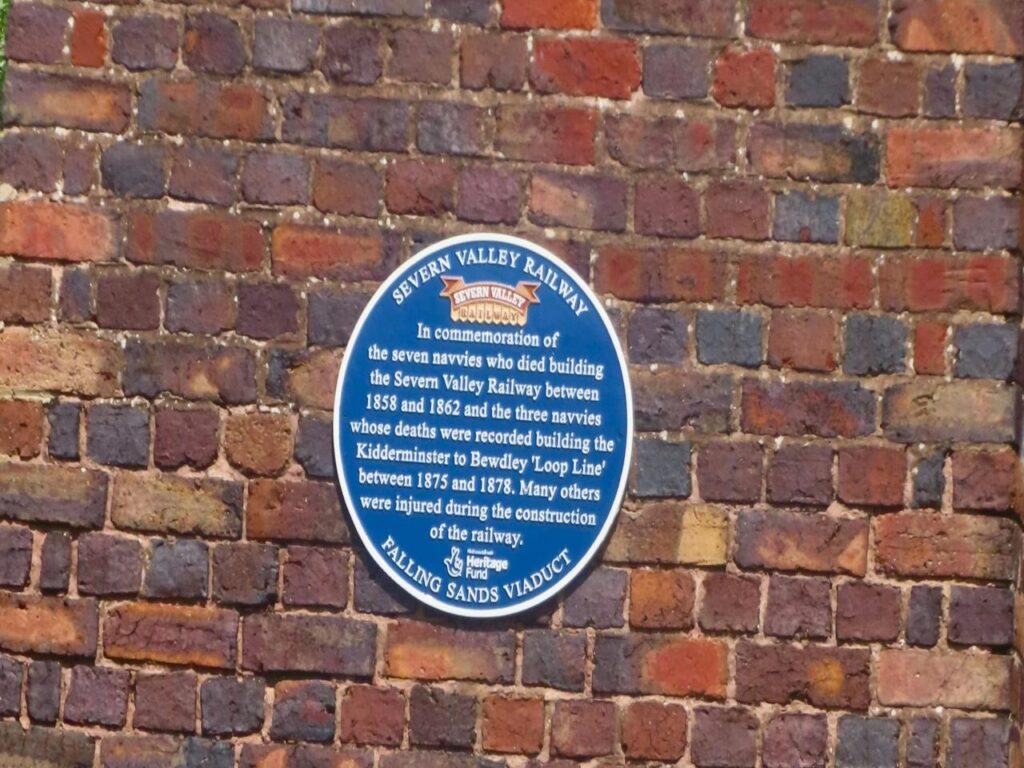 SEVERN VALLEY RAILWAY
SEVERN VALLEY
RAILWAY
In commemoration of
the seven navvies who died building
the Severn Valley Railway between
1858 and 1862 and the three navvies
whose deaths were recorded building the
Kidderminster to Bewdley 'Loop Line'
between 1875 and 1878. Many others
were injured during the construction
of the railway.
Heritage
Fund
FALLING SANDS VIADUCT